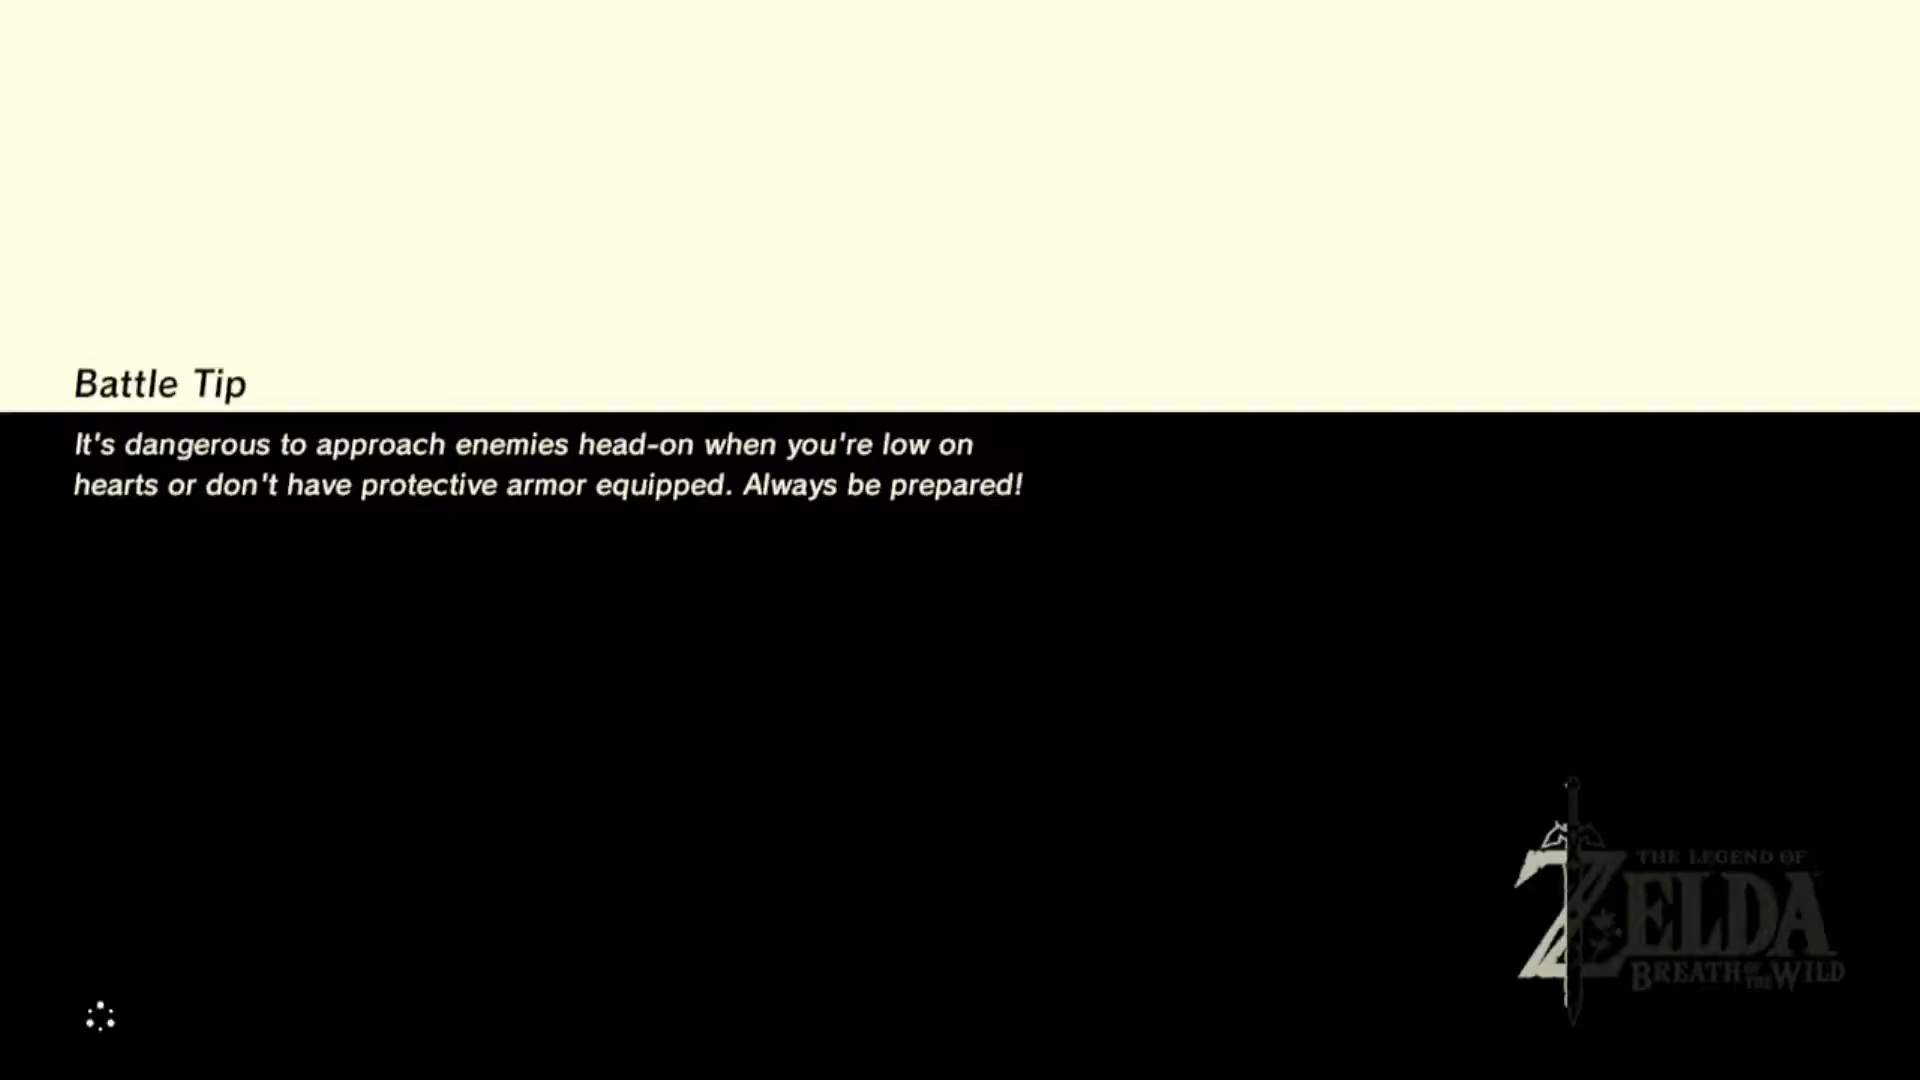 Battle Tip
It's dangerous to approach enemies head-on when you're low on
hearts or don't have protective armor equipped. Always be prepared!
THE LEGEND OF
ZELDA
BREATH OF THE WILD